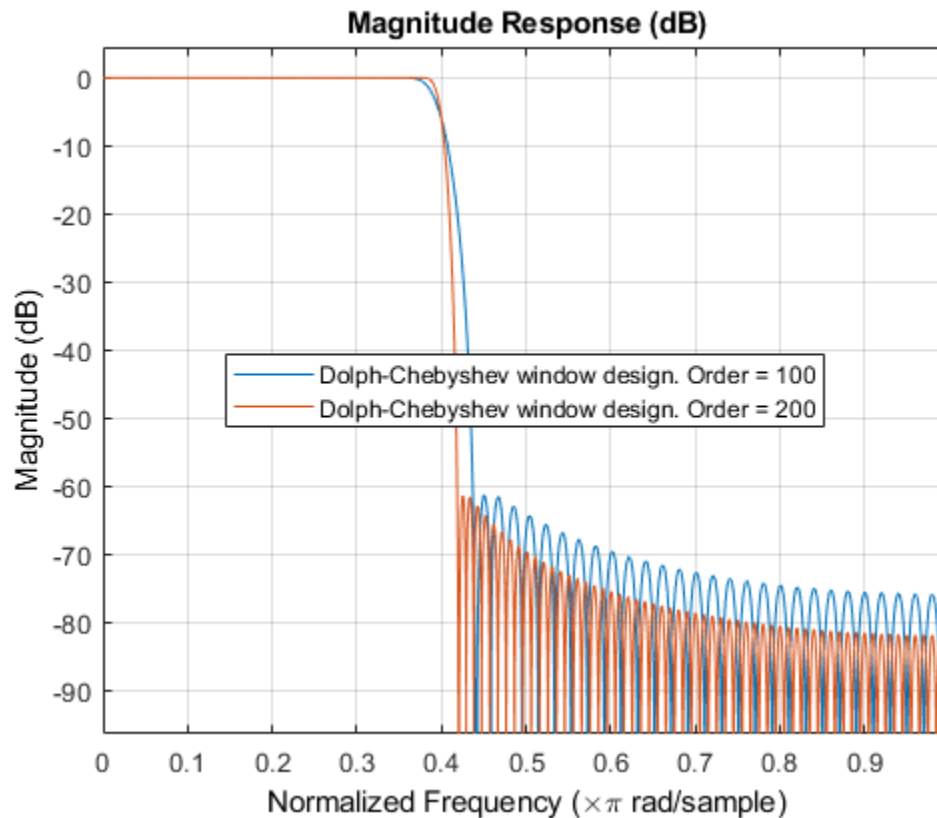 Magnitude Response (dB)
0
-10
-20
-30
-40
-50
-60
-70
-80
-90
Magnitude (dB)
Dolph-Chebyshev window design. Order = 100
Dolph-Chebyshev window design. Order = 200
0 0.1 0.2 0.3 0.4 0.5 0.6 0.7 0.8 0.9
Normalized Frequency (×π rad/sample)